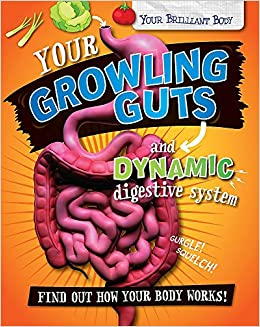 YOUR BRILLIANT BODY
YOUR
GROWLING
GUTS
and
DYNAMIC
digestive system
GURGLE!
SQUELCH!
FIND OUT HOW YOUR BODY WORKS!